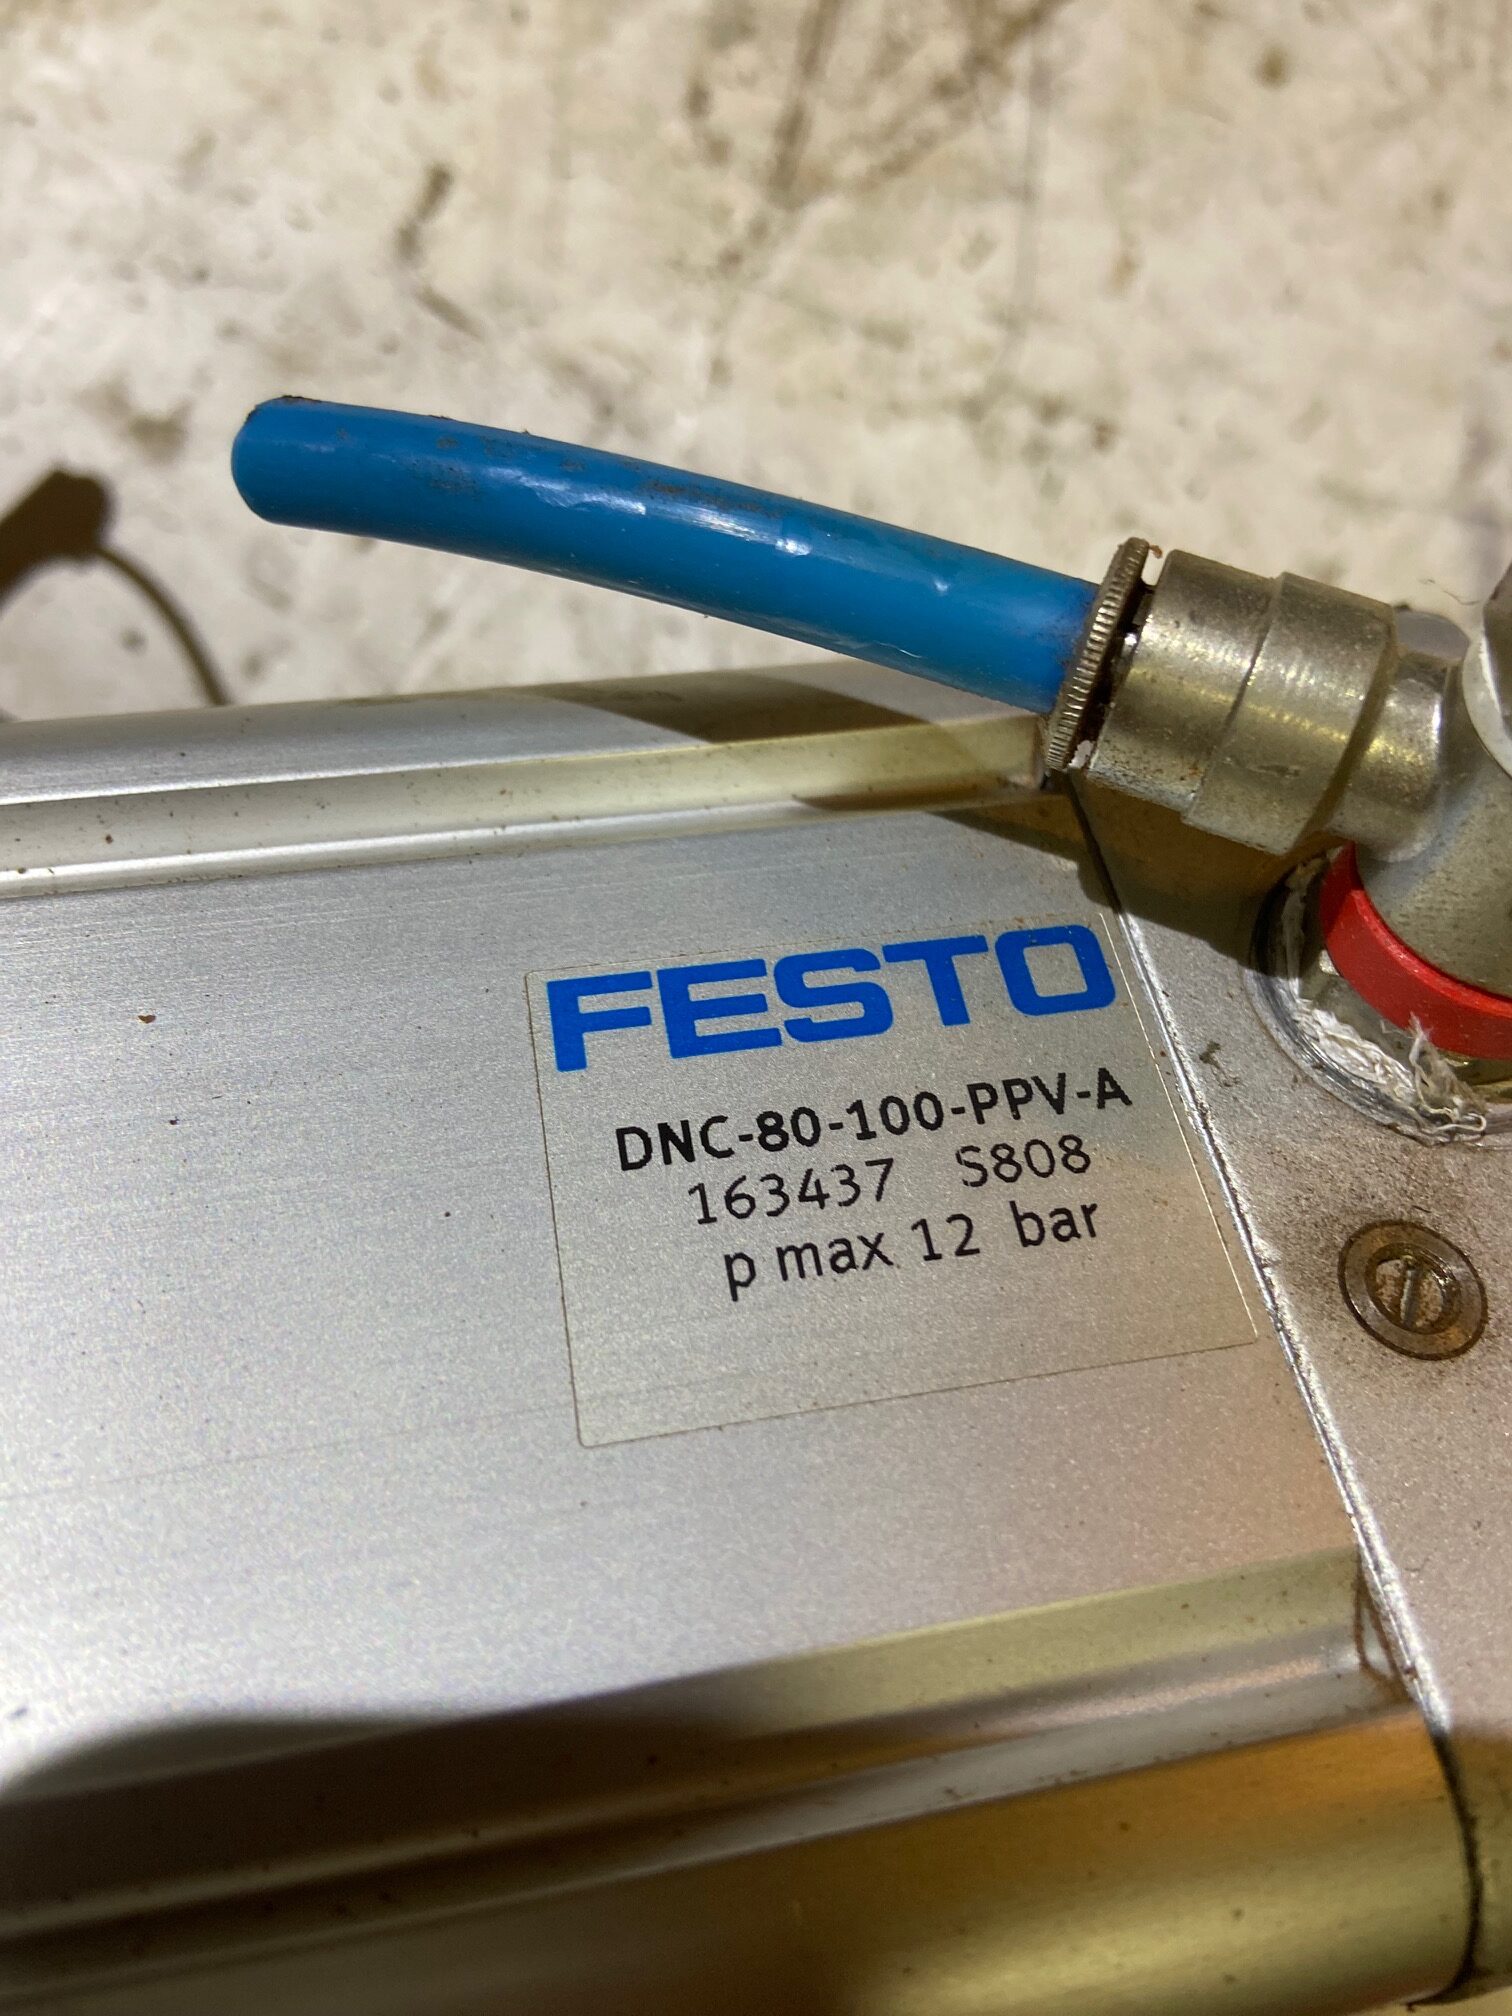 FESTO
DNC-80-100-PPV-A
163437 S808
p max 12 bar